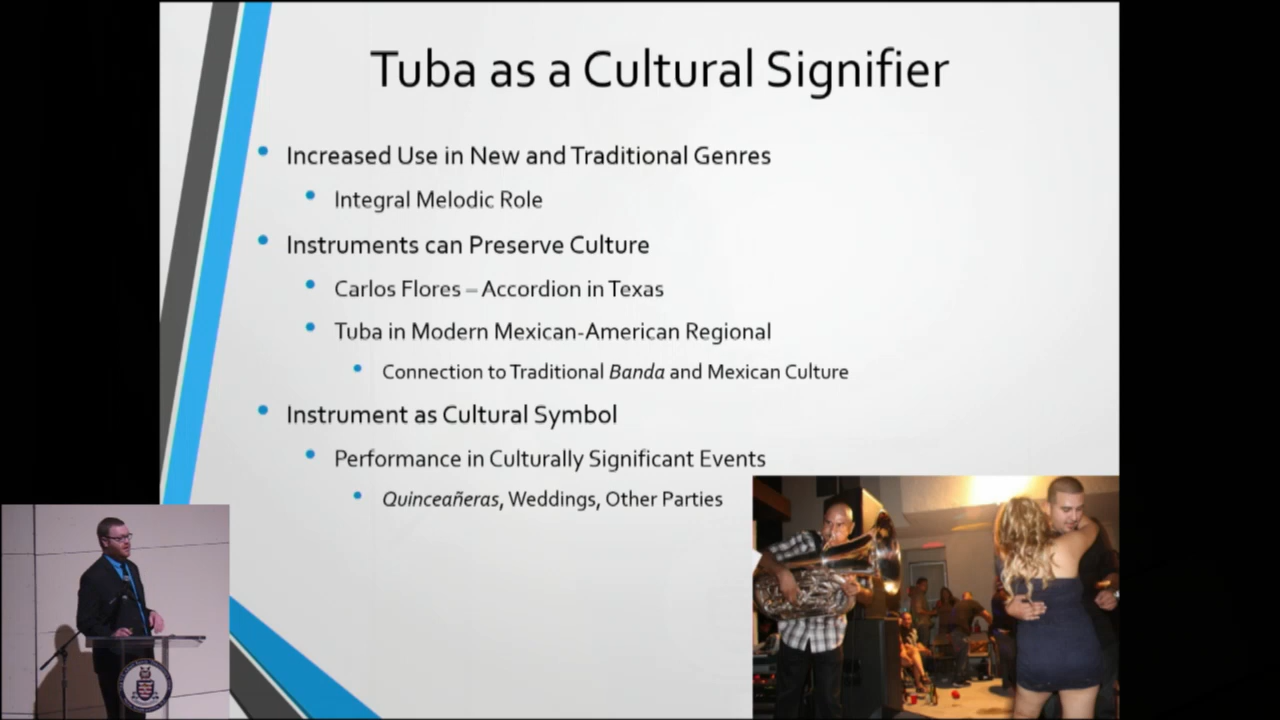 Tuba as a Cultural Signifier
Increased Use in New and Traditional Genres
Integral Melodic Role
Instruments can Preserve Culture
Carlos Flores – Accordion in Texas
Tuba in Modern Mexican-American Regional
Connection to Traditional Banda and Mexican Culture
Instrument as Cultural Symbol
Performance in Culturally Significant Events
Quinceañeras, Weddings, Other Parties